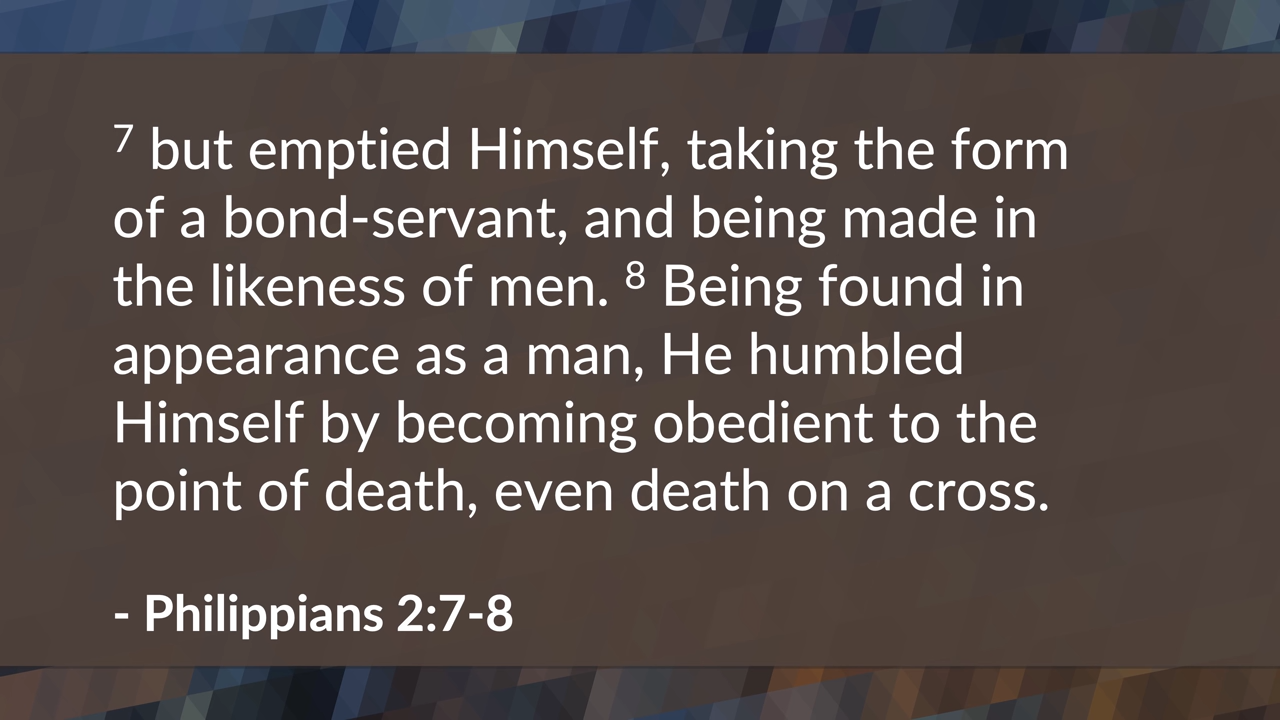 ⁷ but emptied Himself, taking the form
of a bond-servant, and being made in
the likeness of men. ⁸ Being found in
appearance as a man, He humbled
Himself by becoming obedient to the
point of death, even death on a cross.
- Philippians 2:7-8